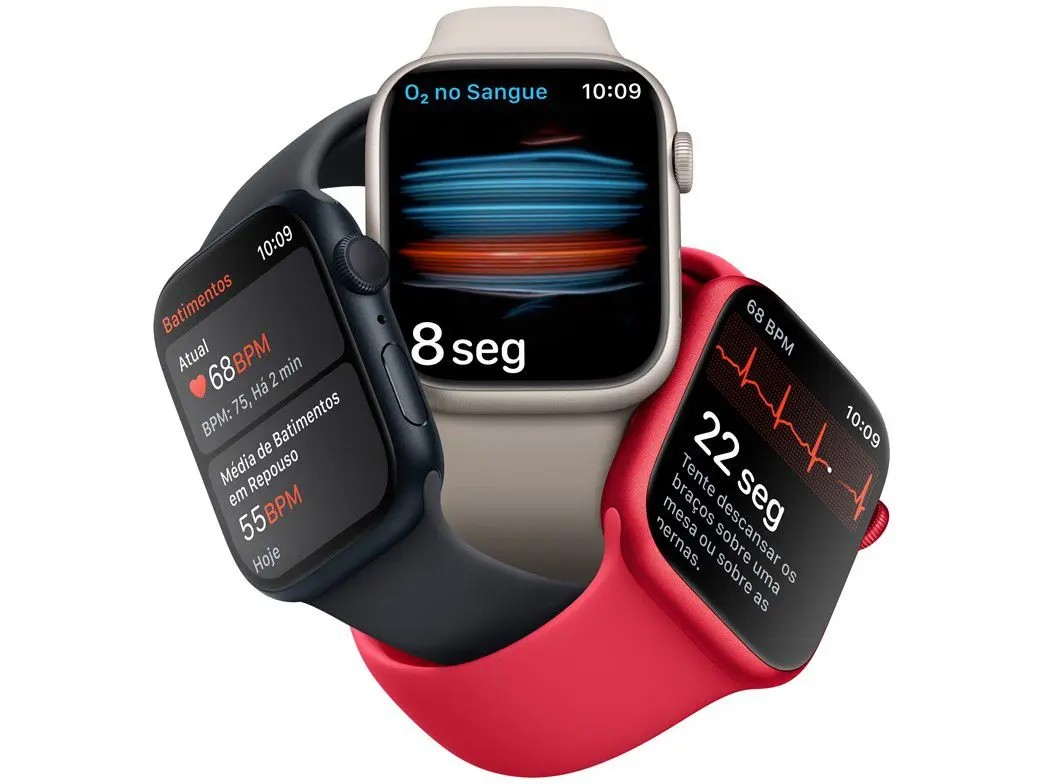 O₂ no Sangue
10:09
8 seg
10:09
Batimentos
Atual
68BPM
BPM: 75, Há 2 min
Média de Batimentos
em Repouso
55BPM
Hoje
68 BPM
10:09
22 seg
Tente descansar os
braços sobre uma
mesa ou sobre as
pernas.